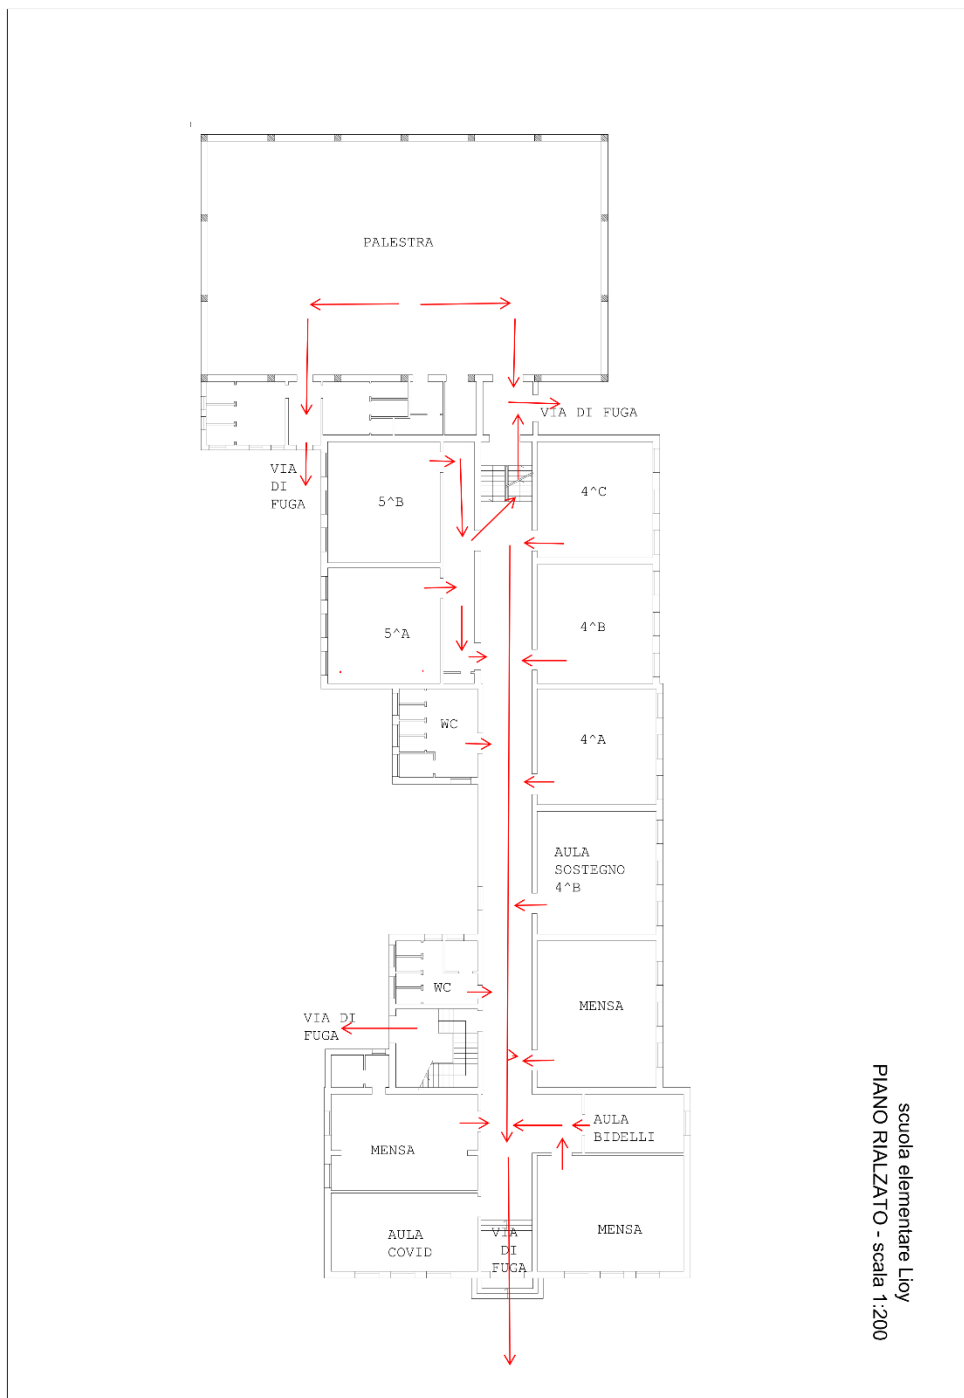 PALESTRA
VIA DI FUGA
VIA
DI
FUGA
5^B
4^C
5^A
4^B
WC
4^A
AULA
SOSTEGNO
4^B
WC
MENSA
VIA DI
FUGA
AULA
BIDELLI
MENSA
AULA
COVID
VIA
DI
FUGA
MENSA
scuola elementare Lioy
PIANO RIALZATO - scala 1:200